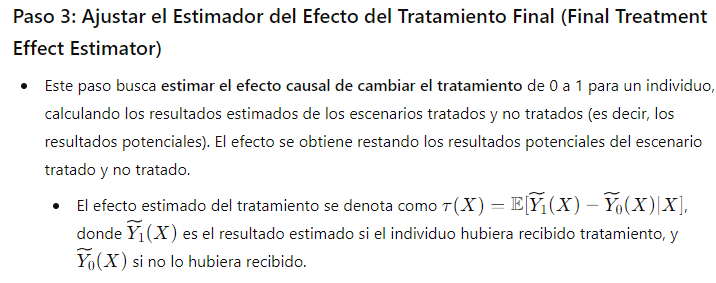 Paso 3: Ajustar el Estimador del Efecto del Tratamiento Final (Final Treatment
Effect Estimator)
• Este paso busca estimar el efecto causal de cambiar el tratamiento de 0 a 1 para un individuo,
calculando los resultados estimados de los escenarios tratados y no tratados (es decir, los
resultados potenciales). El efecto se obtiene restando los resultados potenciales del escenario
tratado y no tratado.
• El efecto estimado del tratamiento se denota como τ(X) = 𝔼[Ỹ₁(X) − Ỹ₀(X)|X],
donde Ỹ₁(X) es el resultado estimado si el individuo hubiera recibido tratamiento, y
Ỹ₀(X) si no lo hubiera recibido.